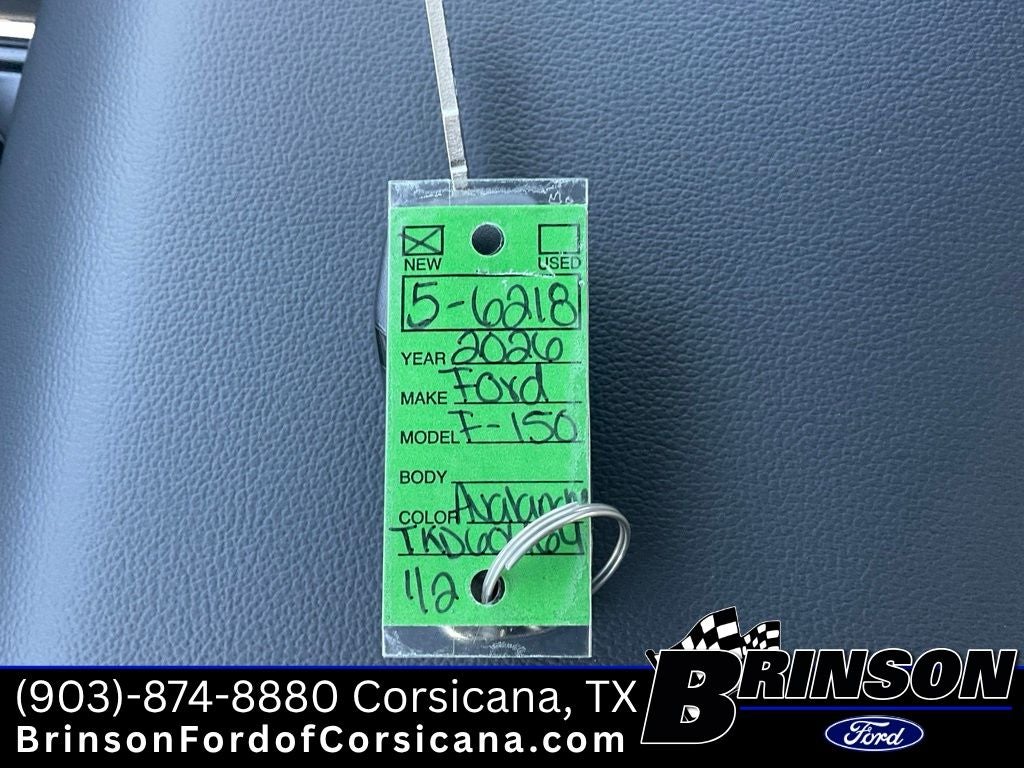 NEW USED
5-6218
YEAR 2026
MAKE Ford
MODEL F-150
BODY
COLOR
1/2
(903)-874-8880 Corsicana, TX
BrinsonFordofCorsicana.com
BRINSON
Ford